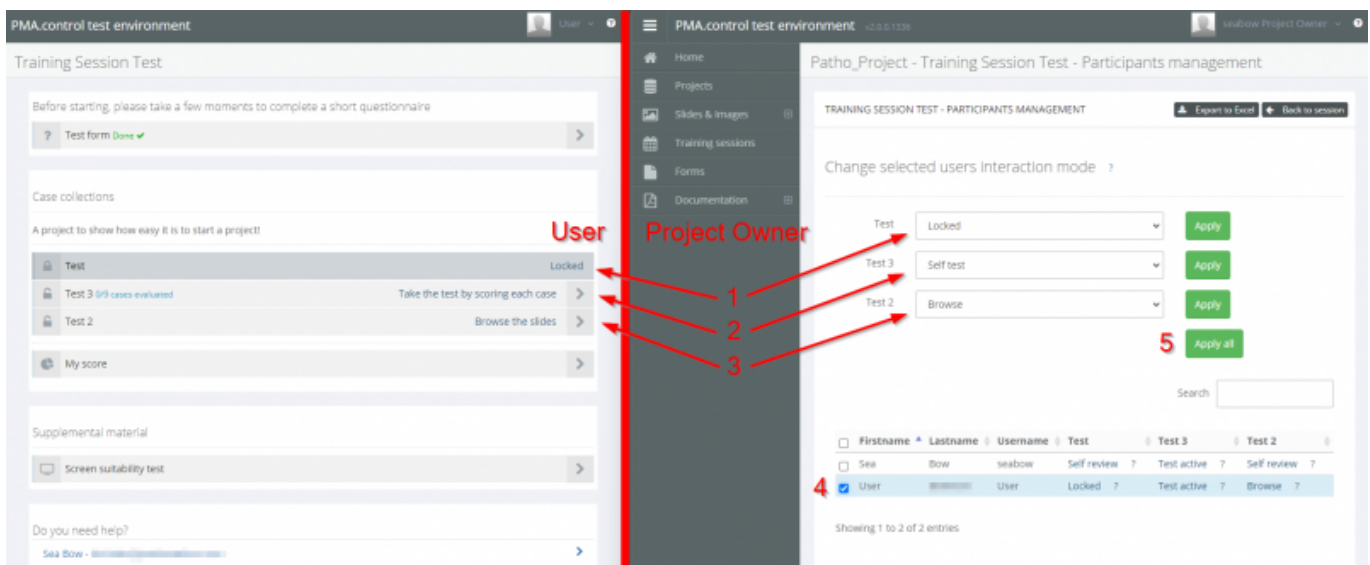 PMA.control test environment
User
Training Session Test
Before starting, please take a few moments to complete a short questionnaire
? Test form Done ✔
Case collections
A project to show how easy it is to start a project!
User
Test Locked
Test 3 0/9 cases evaluated Take the test by scoring each case
Test 2 Browse the slides
My score
Supplemental material
Screen suitability test
Do you need help?
Sea Bow -
1
2
3
PMA.control test environment v2.0.0.1336
seabow Project Owner
Home
Projects
Slides & Images
Training sessions
Forms
Documentation
Project Owner
Patho_Project - Training Session Test - Participants management
TRAINING SESSION TEST - PARTICIPANTS MANAGEMENT Export to Excel Back to session
Change selected users interaction mode ?
Test Locked Apply
Test 3 Self test Apply
Test 2 Browse Apply
5 Apply all
Search
Firstname Lastname Username Test Test 3 Test 2
Sea Bow seabow Self review ? Test active ? Self review ?
4 User User Locked ? Test active ? Browse ?
Showing 1 to 2 of 2 entries